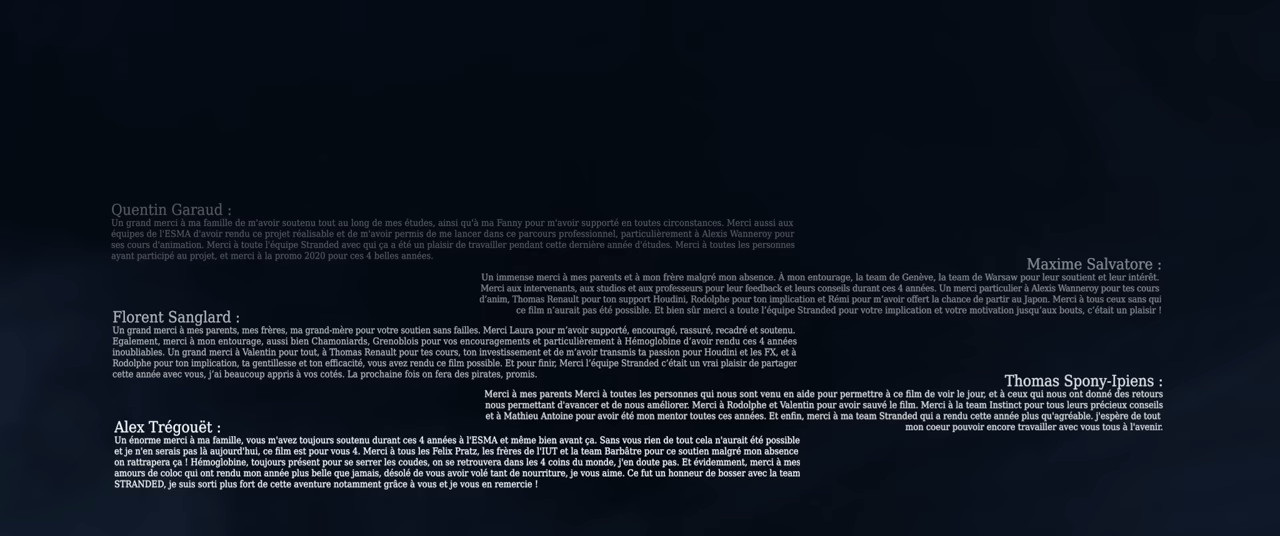 Quentin Garaud :
Un grand merci à ma famille de m'avoir soutenu tout au long de mes études, ainsi qu'à ma Fanny pour m'avoir supporté en toutes circonstances. Merci aussi aux
équipes de l'ESMA d'avoir rendu ce projet réalisable et de m'avoir permis de me lancer dans ce parcours professionnel, particulièrement à Alexis Wanneroy pour
ses cours d'animation. Merci à toute l'équipe Stranded avec qui ça a été un plaisir de travailler pendant cette dernière année d'études. Merci à toutes les personnes
ayant participé au projet, et merci à la promo 2020 pour ces 4 belles années.
Maxime Salvatore :
Un immense merci à mes parents et à mon frère malgré mon absence. À mon entourage, la team de Genève, la team de Warsaw pour leur soutient et leur intérêt.
Merci aux intervenants, aux studios et aux professeurs pour leur feedback et leurs conseils durant ces 4 années. Un merci particulier à Alexis Wanneroy pour tes cours
d’anim, Thomas Renault pour ton support Houdini, Rodolphe pour ton implication et Rémi pour m’avoir offert la chance de partir au Japon. Merci à tous ceux sans qui
ce film n’aurait pas été possible. Et bien sûr merci a toute l’équipe Stranded pour votre implication et votre motivation jusqu’aux bouts, c’était un plaisir !
Florent Sanglard :
Un grand merci à mes parents, mes frères, ma grand-mère pour votre soutien sans failles. Merci Laura pour m’avoir supporté, encouragé, rassuré, recadré et soutenu.
Egalement, merci à mon entourage, aussi bien Chamoniards, Grenoblois pour vos encouragements et particulièrement à Hémoglobine d’avoir rendu ces 4 années
inoubliables. Un grand merci à Valentin pour tout, à Thomas Renault pour tes cours, ton investissement et de m’avoir transmis ta passion pour Houdini et les FX, et à
Rodolphe pour ton implication, ta gentillesse et ton efficacité, vous avez rendu ce film possible. Et pour finir, Merci l’équipe Stranded c’était un vrai plaisir de partager
cette année avec vous, j’ai beaucoup appris à vos cotés. La prochaine fois on fera des pirates, promis.
Thomas Spony-Ipiens :
Merci à mes parents Merci à toutes les personnes qui nous sont venu en aide pour permettre à ce film de voir le jour, et à ceux qui nous ont donné des retours
nous permettant d'avancer et de nous améliorer. Merci à Rodolphe et Valentin pour avoir sauvé le film. Merci à la team Instinct pour tous leurs précieux conseils
et à Mathieu Antoine pour avoir été mon mentor toutes ces années. Et enfin, merci à ma team Stranded qui a rendu cette année plus qu'agréable. j'espère de tout
mon coeur pouvoir encore travailler avec vous tous à l'avenir.
Alex Trégouët :
Un énorme merci à ma famille, vous m'avez toujours soutenu durant ces 4 années à l'ESMA et même bien avant ça. Sans vous rien de tout cela n'aurait été possible
et je n'en serais pas là aujourd'hui, ce film est pour vous 4. Merci à tous les Felix Pratz, les frères de l'IUT et la team Barbâtre pour ce soutien malgré mon absence
on rattrapera ça ! Hémoglobine, toujours présent pour se serrer les coudes, on se retrouvera dans les 4 coins du monde, j'en doute pas. Et évidemment, merci à mes
amours de coloc qui ont rendu mon année plus belle que jamais, désolé de vous avoir volé tant de nourriture, je vous aime. Ce fut un honneur de bosser avec la team
STRANDED, je suis sorti plus fort de cette aventure notamment grâce à vous et je vous en remercie !